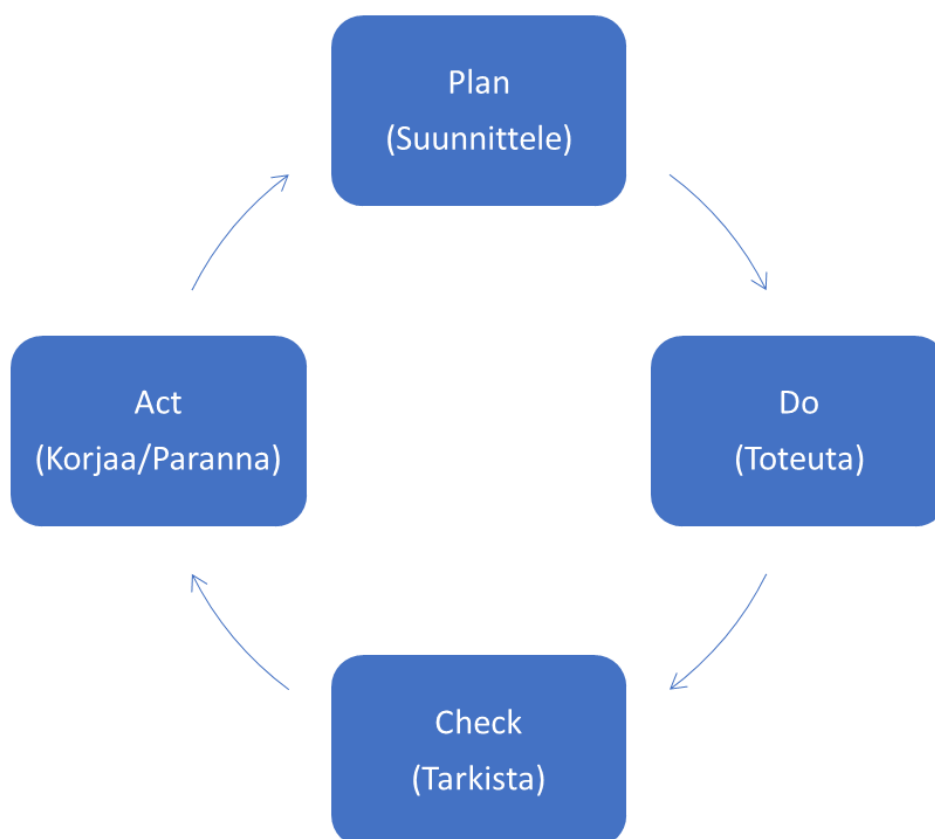 Plan
(Suunnittele)
Do
(Toteuta)
Check
(Tarkista)
Act
(Korjaa/Paranna)